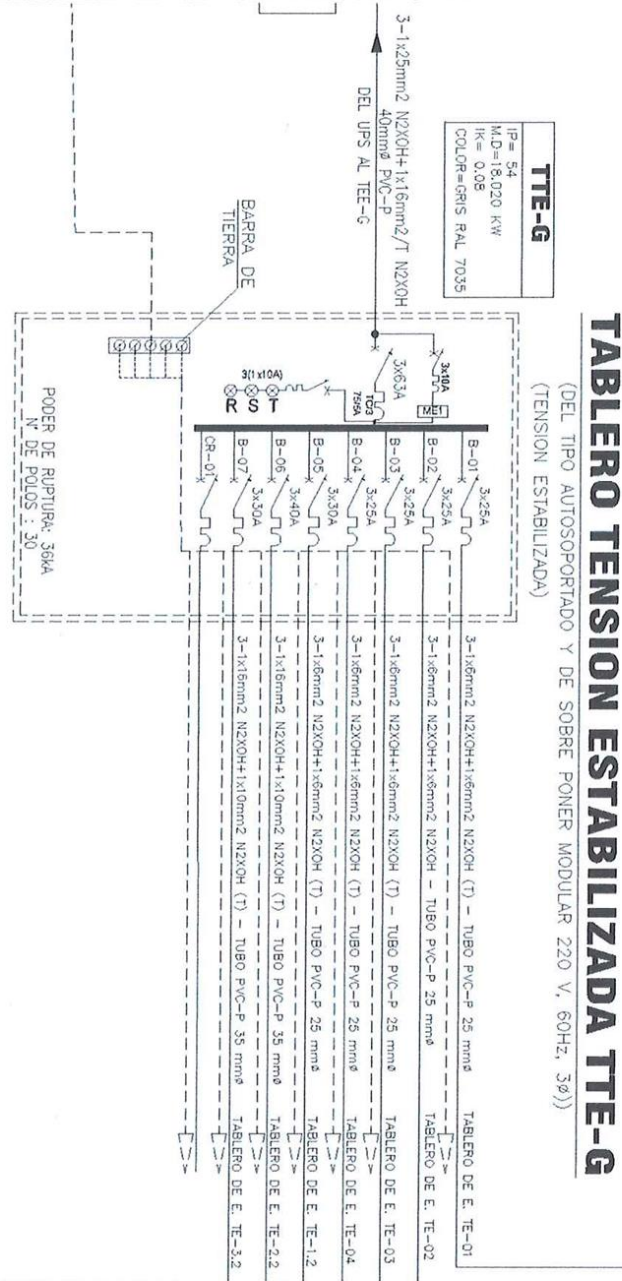 TABLERO TENSION ESTABILIZADA TTE-G
(DEL TIPO AUTOSOPORTADO Y DE SOBRE PONER MODULAR 220 V, 60Hz, 3Ø))
(TENSION ESTABILIZADA)
TTE-G
IP= 54
M.D=18.020 KW
IK= 0.08
COLOR=GRIS RAL 7035
3-1x25mm2 N2XOH+1x16mm2/T N2XOH
40mmØ PVC-P
DEL UPS AL TEE-G
3x10A
ME1
3x63A
TC/3
75/5A
3(1x10A)
R S T
BARRA DE
TIERRA
B-01 3x25A 3-1x6mm2 N2XOH+1x6mm2 N2XOH (T) - TUBO PVC-P 25 mmØ TABLERO DE E. TE-01
B-02 3x25A 3-1x6mm2 N2XOH+1x6mm2 N2XOH - TUBO PVC-P 25 mmØ TABLERO DE E. TE-02
B-03 3x25A 3-1x6mm2 N2XOH+1x6mm2 N2XOH (T) - TUBO PVC-P 25 mmØ TABLERO DE E. TE-03
B-04 3x25A 3-1x6mm2 N2XOH+1x6mm2 N2XOH (T) - TUBO PVC-P 25 mmØ TABLERO DE E. TE-04
B-05 3x30A 3-1x6mm2 N2XOH+1x6mm2 N2XOH (T) - TUBO PVC-P 25 mmØ TABLERO DE E. TE-1.2
B-06 3x40A 3-1x16mm2 N2XOH+1x10mm2 N2XOH (T) - TUBO PVC-P 35 mmØ TABLERO DE E. TE-2.2
B-07 3x30A 3-1x16mm2 N2XOH+1x10mm2 N2XOH (T) - TUBO PVC-P 35 mmØ TABLERO DE E. TE-3.2
CR-01
PODER DE RUPTURA: 36kA
N° DE POLOS : 30